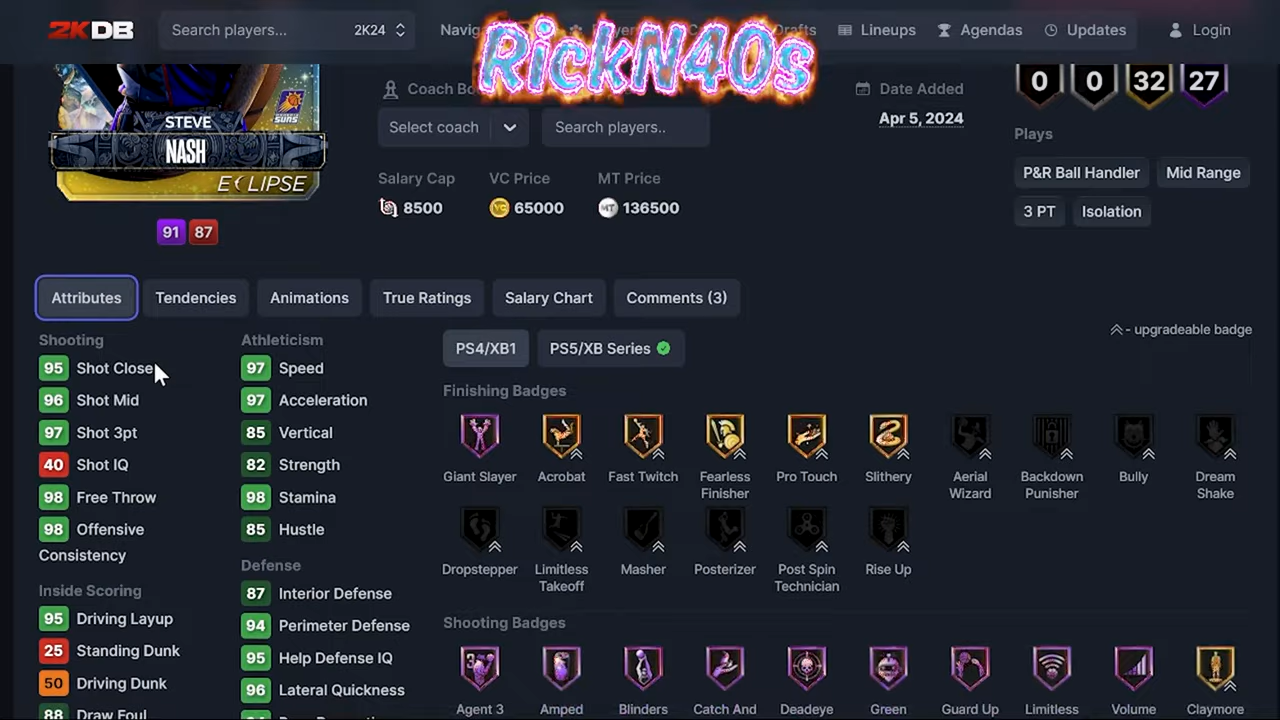 2KDB
Search players...
2K24
Navig
Drafts
Lineups
Agendas
Updates
Login
RickN40s
STEVE
NASH
ECLIPSE
SUNS
91 87
Coach Bo
Select coach
Search players..
Date Added
Apr 5, 2024
0 0 32 27
Plays
P&R Ball Handler
Mid Range
3 PT
Isolation
Salary Cap VC Price MT Price
8500 VC 65000 MT 136500
Attributes
Tendencies
Animations
True Ratings
Salary Chart
Comments (3)
- upgradeable badge
Shooting
95 Shot Close
96 Shot Mid
97 Shot 3pt
40 Shot IQ
98 Free Throw
98 Offensive
Consistency
Inside Scoring
95 Driving Layup
25 Standing Dunk
50 Driving Dunk
88 Draw Foul
Athleticism
97 Speed
97 Acceleration
85 Vertical
82 Strength
98 Stamina
85 Hustle
Defense
87 Interior Defense
94 Perimeter Defense
95 Help Defense IQ
96 Lateral Quickness
PS4/XB1
PS5/XB Series
Finishing Badges
Giant Slayer
Acrobat
Fast Twitch
Fearless
Finisher
Pro Touch
Slithery
Aerial
Wizard
Backdown
Punisher
Bully
Dream
Shake
Dropstepper
Limitless
Takeoff
Masher
Posterizer
Post Spin
Technician
Rise Up
Shooting Badges
Agent 3
Amped
Blinders
Catch And
Deadeye
Green
Guard Up
Limitless
Volume
Claymore